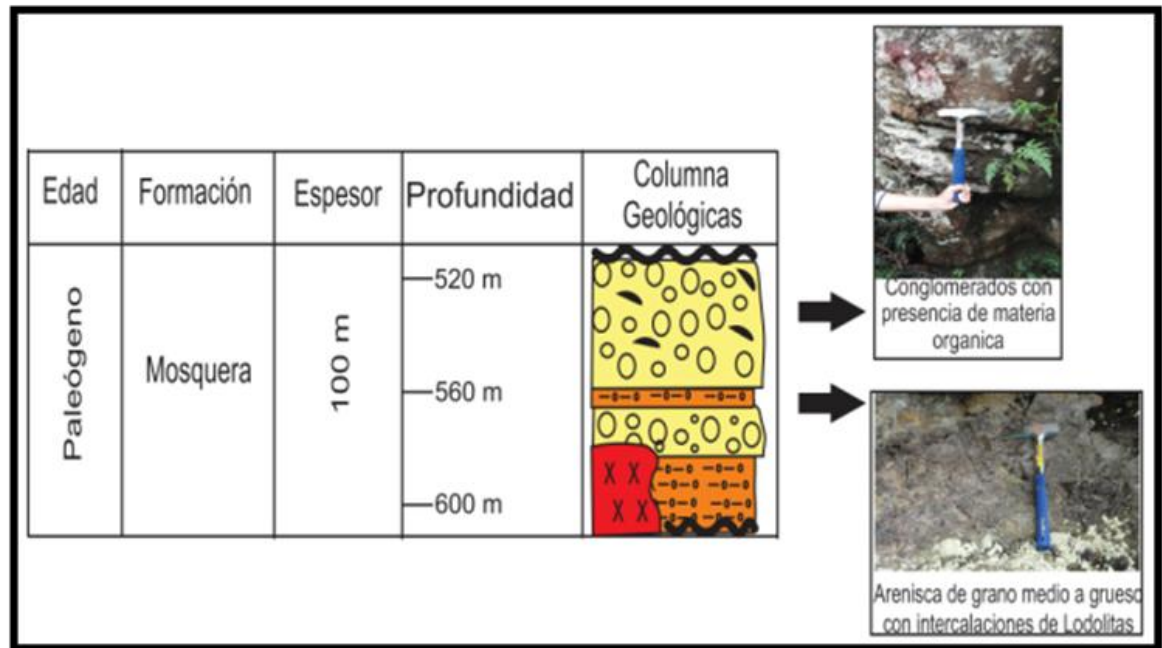 Edad
Formación
Espesor
Profundidad
Columna
Geológicas
Paleógeno
Mosquera
100 m
520 m
560 m
600 m
X X
X X
Conglomerados con
presencia de materia
organica
Arenisca de grano medio a grueso
con intercalaciones de Lodolitas